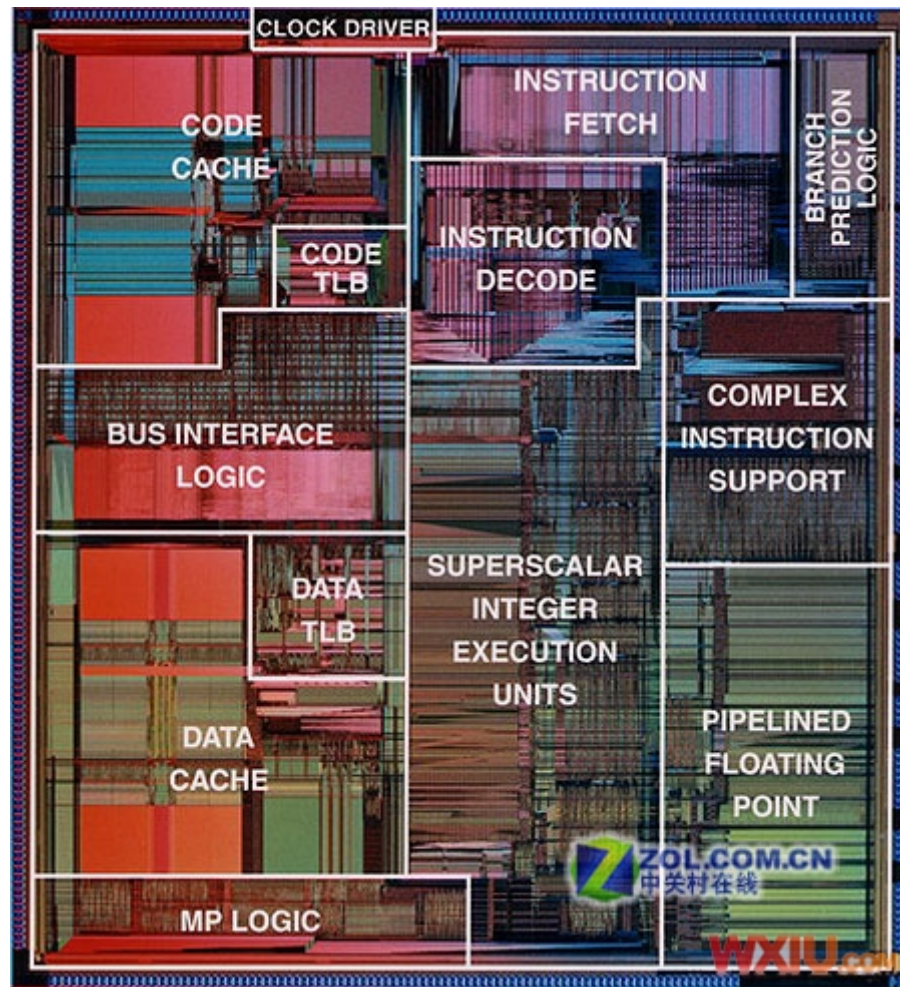 CLOCK DRIVER
CODE
CACHE
INSTRUCTION
FETCH
BRANCH
PREDICTION
LOGIC
CODE
TLB
INSTRUCTION
DECODE
BUS INTERFACE
LOGIC
COMPLEX
INSTRUCTION
SUPPORT
DATA
TLB
SUPERSCALAR
INTEGER
EXECUTION
UNITS
DATA
CACHE
PIPELINED
FLOATING
POINT
MP LOGIC
ZOL.COM.CN
中关村在线
WXIU.COM